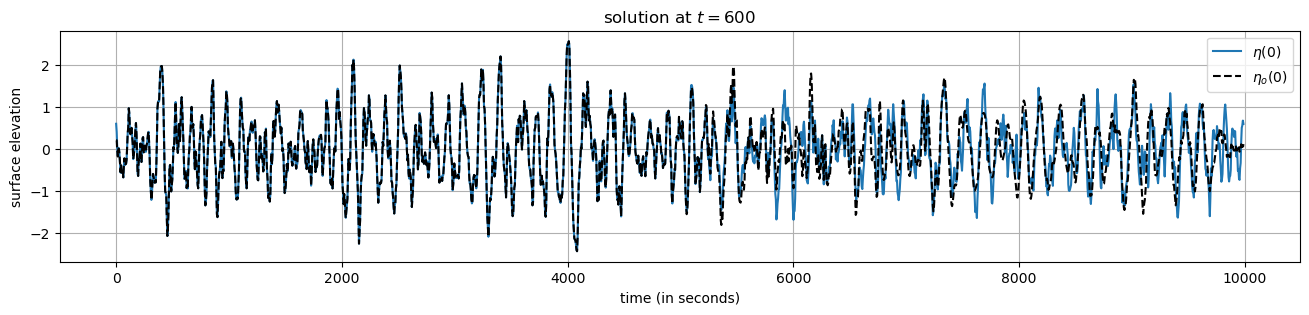 solution at t = 600
surface elevation
2
1
0
−1
−2
η(0)
ηo(0)
0 2000 4000 6000 8000 10000
time (in seconds)